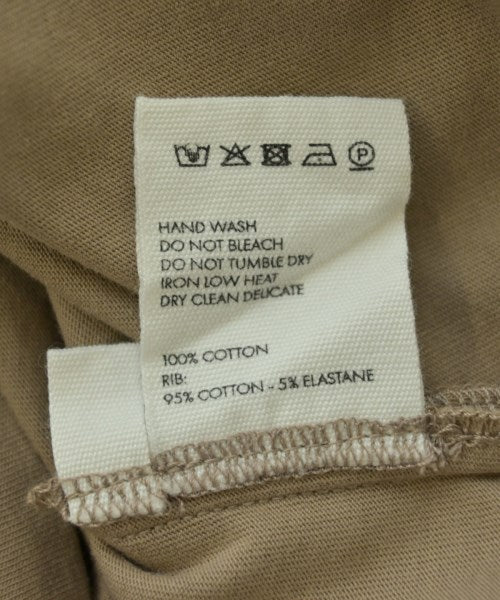 P
HAND WASH
DO NOT BLEACH
DO NOT TUMBLE DRY
IRON LOW HEAT
DRY CLEAN DELICATE
100% COTTON
RIB:
95% COTTON - 5% ELASTANE